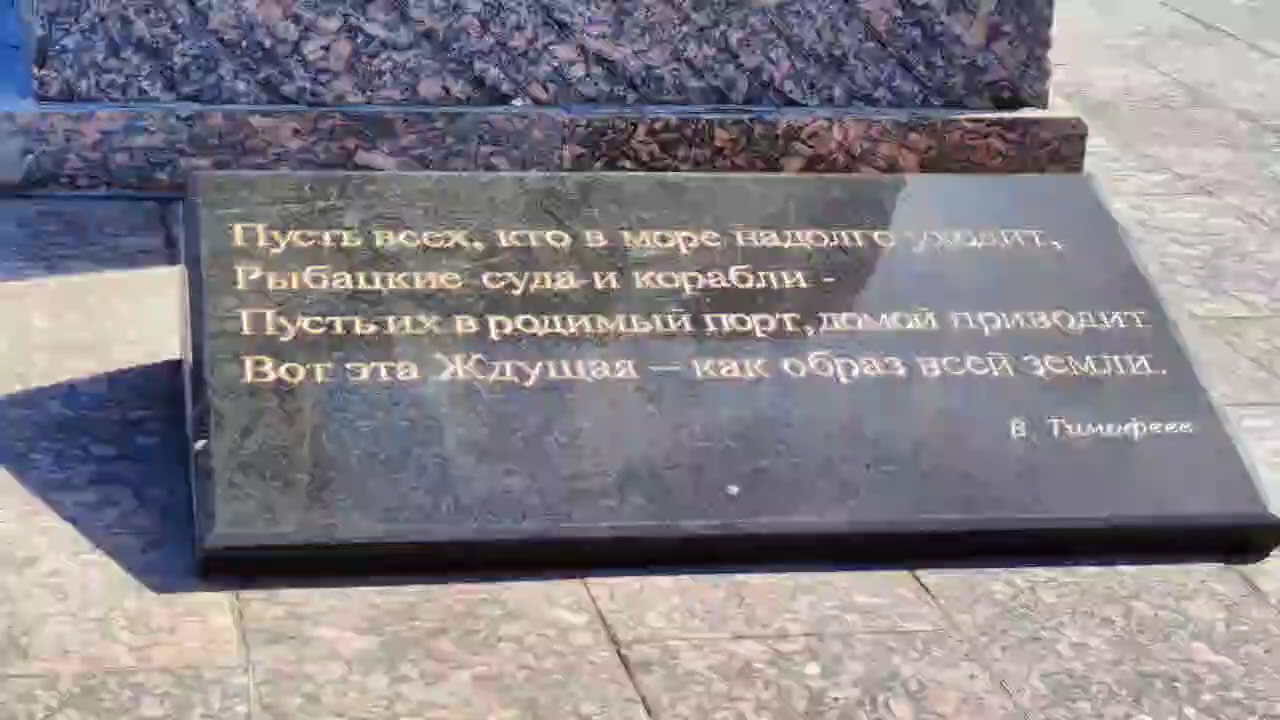 Пусть всех, кто в море надолго уходит,
Рыбацкие суда и корабли -
Пусть их в родимый порт, домой приводит
Вот эта Ждущая – как образ всей земли.
В. Тимофеев